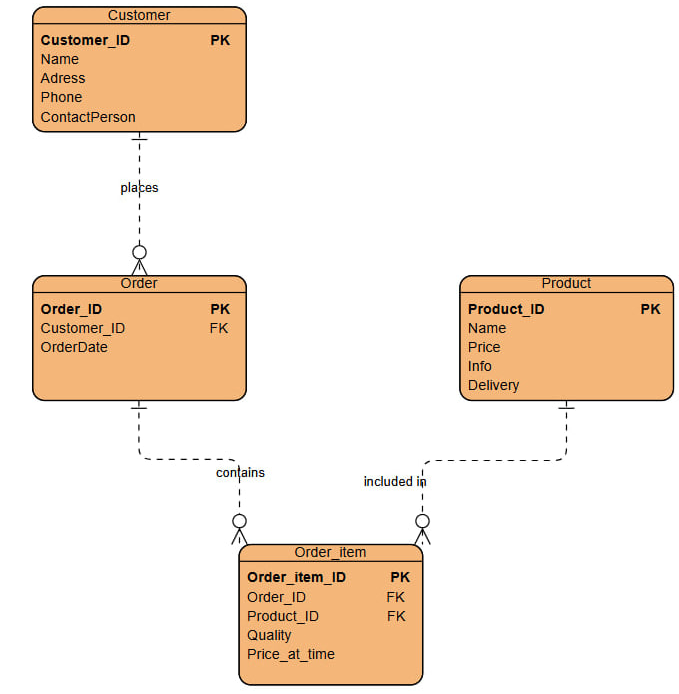 Customer
Customer_ID PK
Name
Adress
Phone
ContactPerson
places
Order
Order_ID PK
Customer_ID FK
OrderDate
Product
Product_ID PK
Name
Price
Info
Delivery
contains
included in
Order_item
Order_item_ID PK
Order_ID FK
Product_ID FK
Quality
Price_at_time